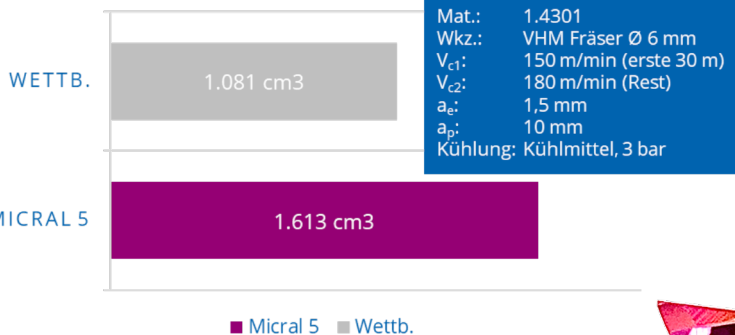 Mat.: 1.4301
Wkz.: VHM Fräser Ø 6 mm
Vc1: 150 m/min (erste 30 m)
Vc2: 180 m/min (Rest)
ae: 1,5 mm
ap: 10 mm
Kühlung: Kühlmittel, 3 bar
WETTB. 1.081 cm3
MICRAL 5 1.613 cm3
Micral 5 Wettb.